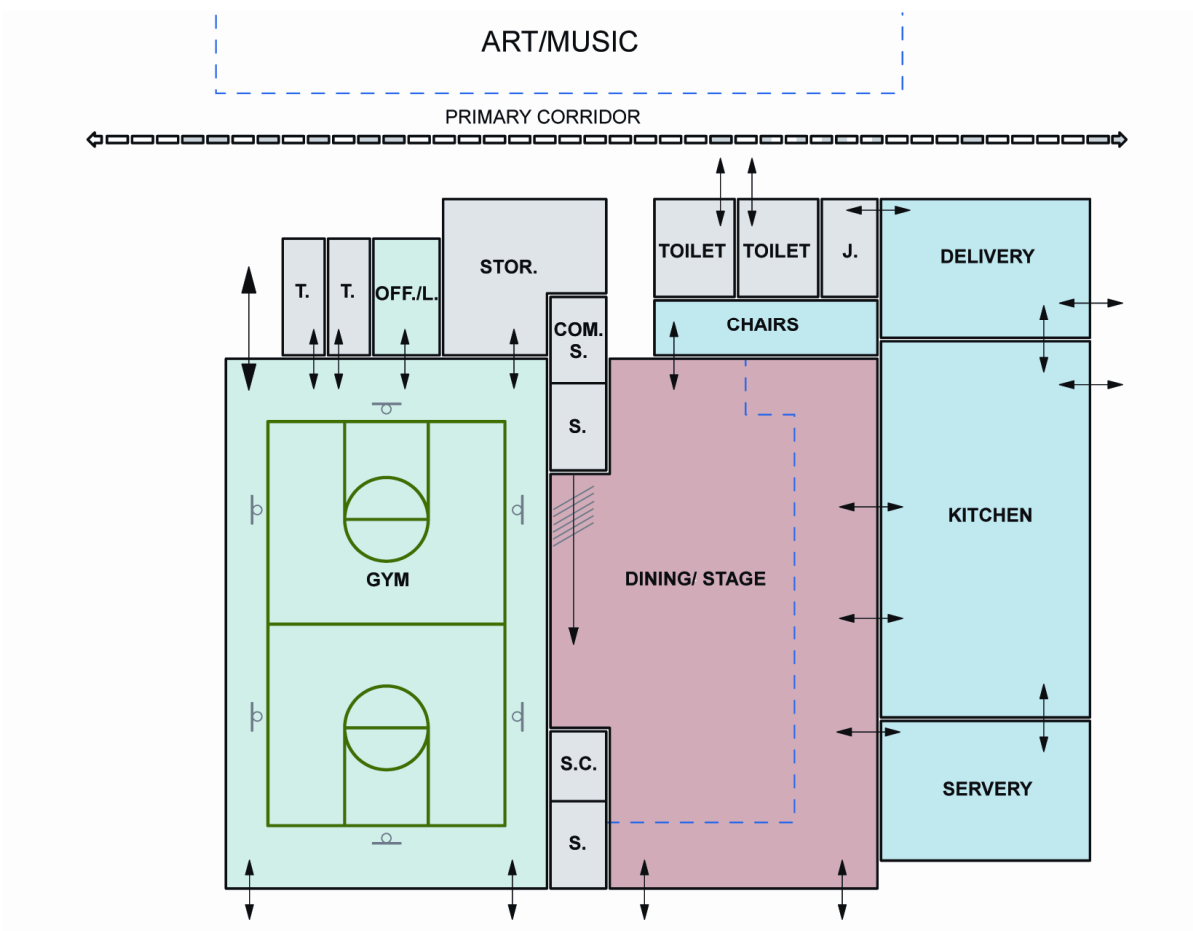 ART/MUSIC
PRIMARY CORRIDOR
STOR.
TOILET
TOILET
J.
DELIVERY
T.
T.
OFF./L.
COM.
S.
CHAIRS
S.
KITCHEN
GYM
DINING/ STAGE
S.C.
SERVERY
S.